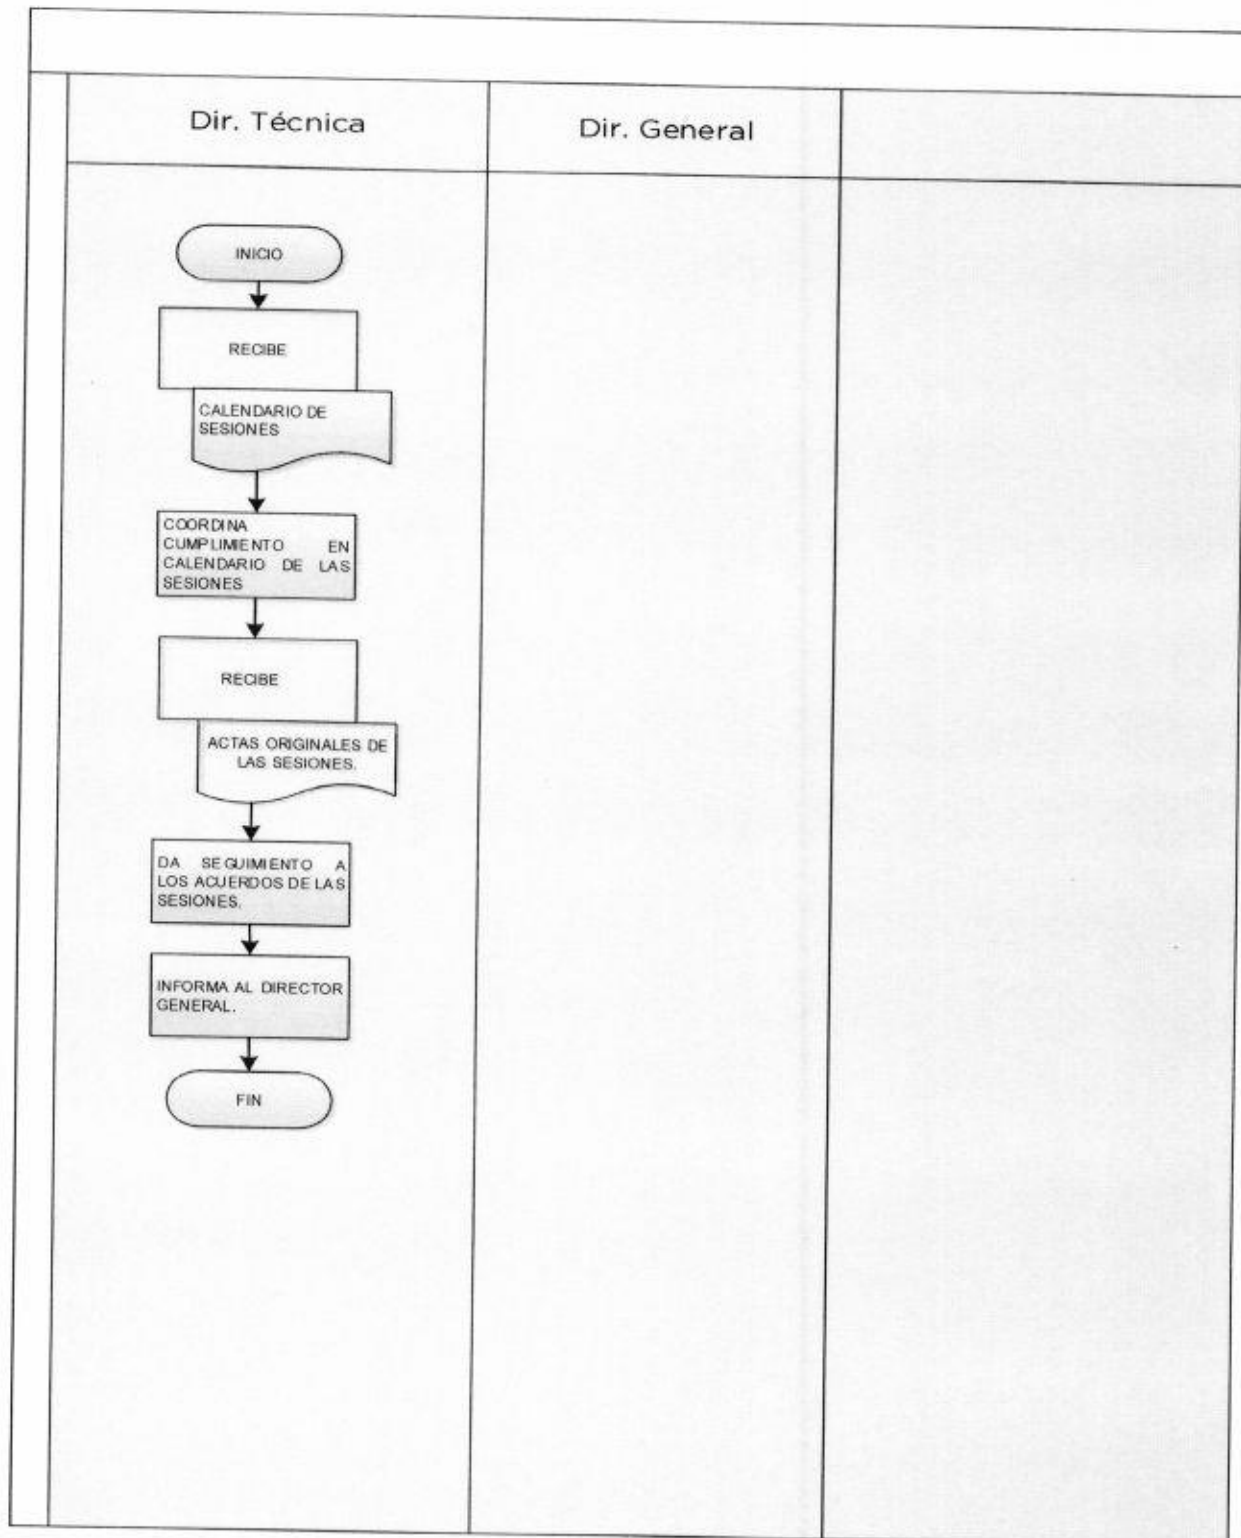 Dir. Técnica
Dir. General
INICIO
RECIBE
CALENDARIO DE
SESIONES
COORDINA
CUMPLIMIENTO EN
CALENDARIO DE LAS
SESIONES
RECIBE
ACTAS ORIGINALES DE
LAS SESIONES.
DA SEGUIMIENTO A
LOS ACUERDOS DE LAS
SESIONES.
INFORMA AL DIRECTOR
GENERAL.
FIN